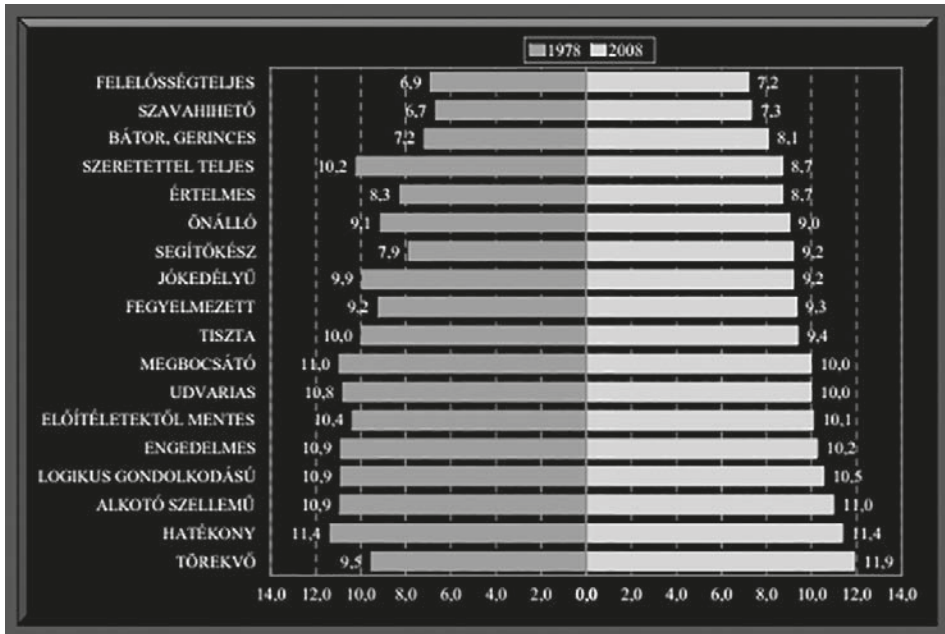 1978 2008
FELELŐSSÉGTELJES 6,9 7,2
SZAVAHIHETŐ 6,7 7,3
BÁTOR, GERINCES 7,2 8,1
SZERETETTEL TELJES 10,2 8,7
ÉRTELMES 8,3 8,7
ÖNÁLLÓ 9,1 9,0
SEGÍTŐKÉSZ 7,9 9,2
JÓKEDÉLYŰ 9,9 9,2
FEGYELMEZETT 9,2 9,3
TISZTA 10,0 9,4
MEGBOCSÁTÓ 11,0 10,0
UDVARIAS 10,8 10,0
ELŐÍTÉLETEKTŐL MENTES 10,4 10,1
ENGEDELMES 10,9 10,2
LOGIKUS GONDOLKODÁSÚ 10,9 10,5
ALKOTÓ SZELLEMŰ 10,9 11,0
HATÉKONY 11,4 11,4
TÖREKVŐ 9,5 11,9
14,0 12,0 10,0 8,0 6,0 4,0 2,0 0,0 2,0 4,0 6,0 8,0 10,0 12,0 14,0